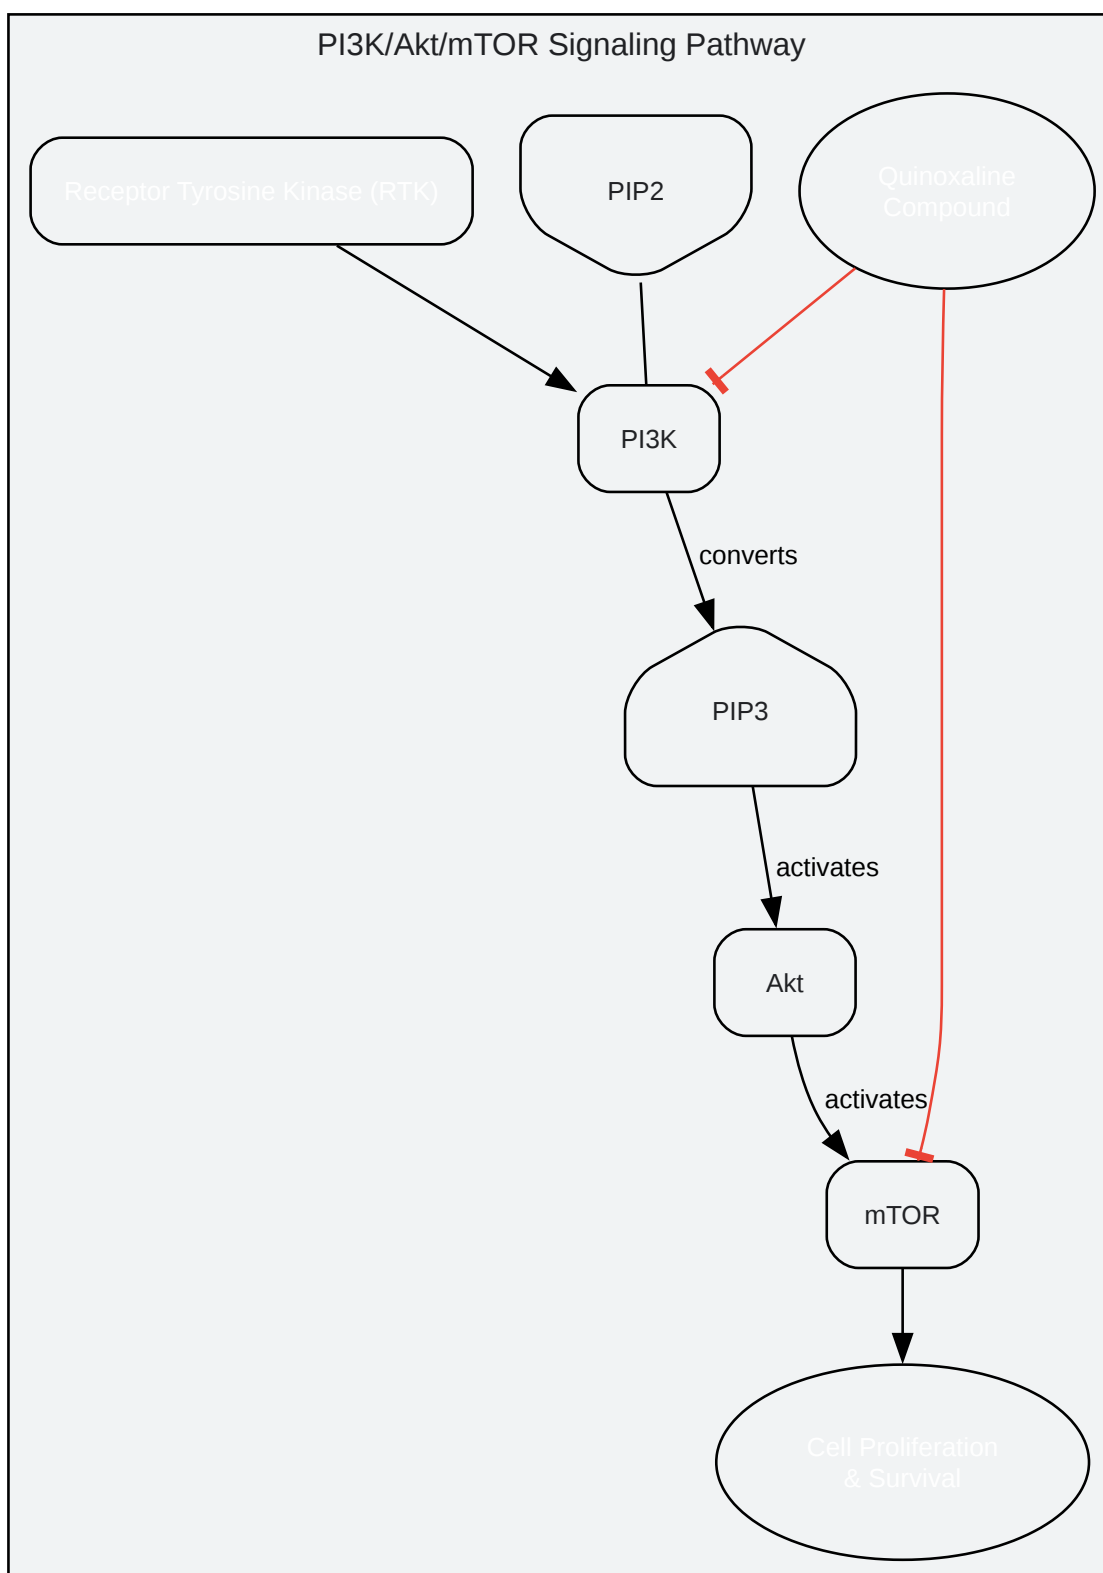 PI3K/Akt/mTOR Signaling Pathway
Receptor Tyrosine Kinase (RTK)
PIP2
Quinoxaline
Compound
PI3K
converts
PIP3
activates
Akt
activates
mTOR
Cell Proliferation
& Survival